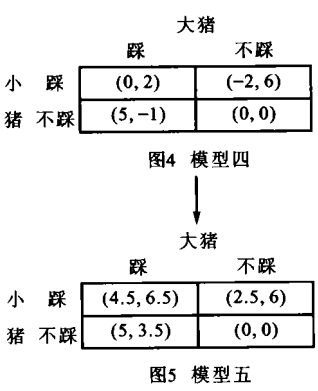 大猪
踩 不踩
小 踩 (0, 2) (−2, 6)
猪 不踩 (5, −1) (0, 0)
图4 模型四
大猪
踩 不踩
小 踩 (4.5, 6.5) (2.5, 6)
猪 不踩 (5, 3.5) (0, 0)
图5 模型五